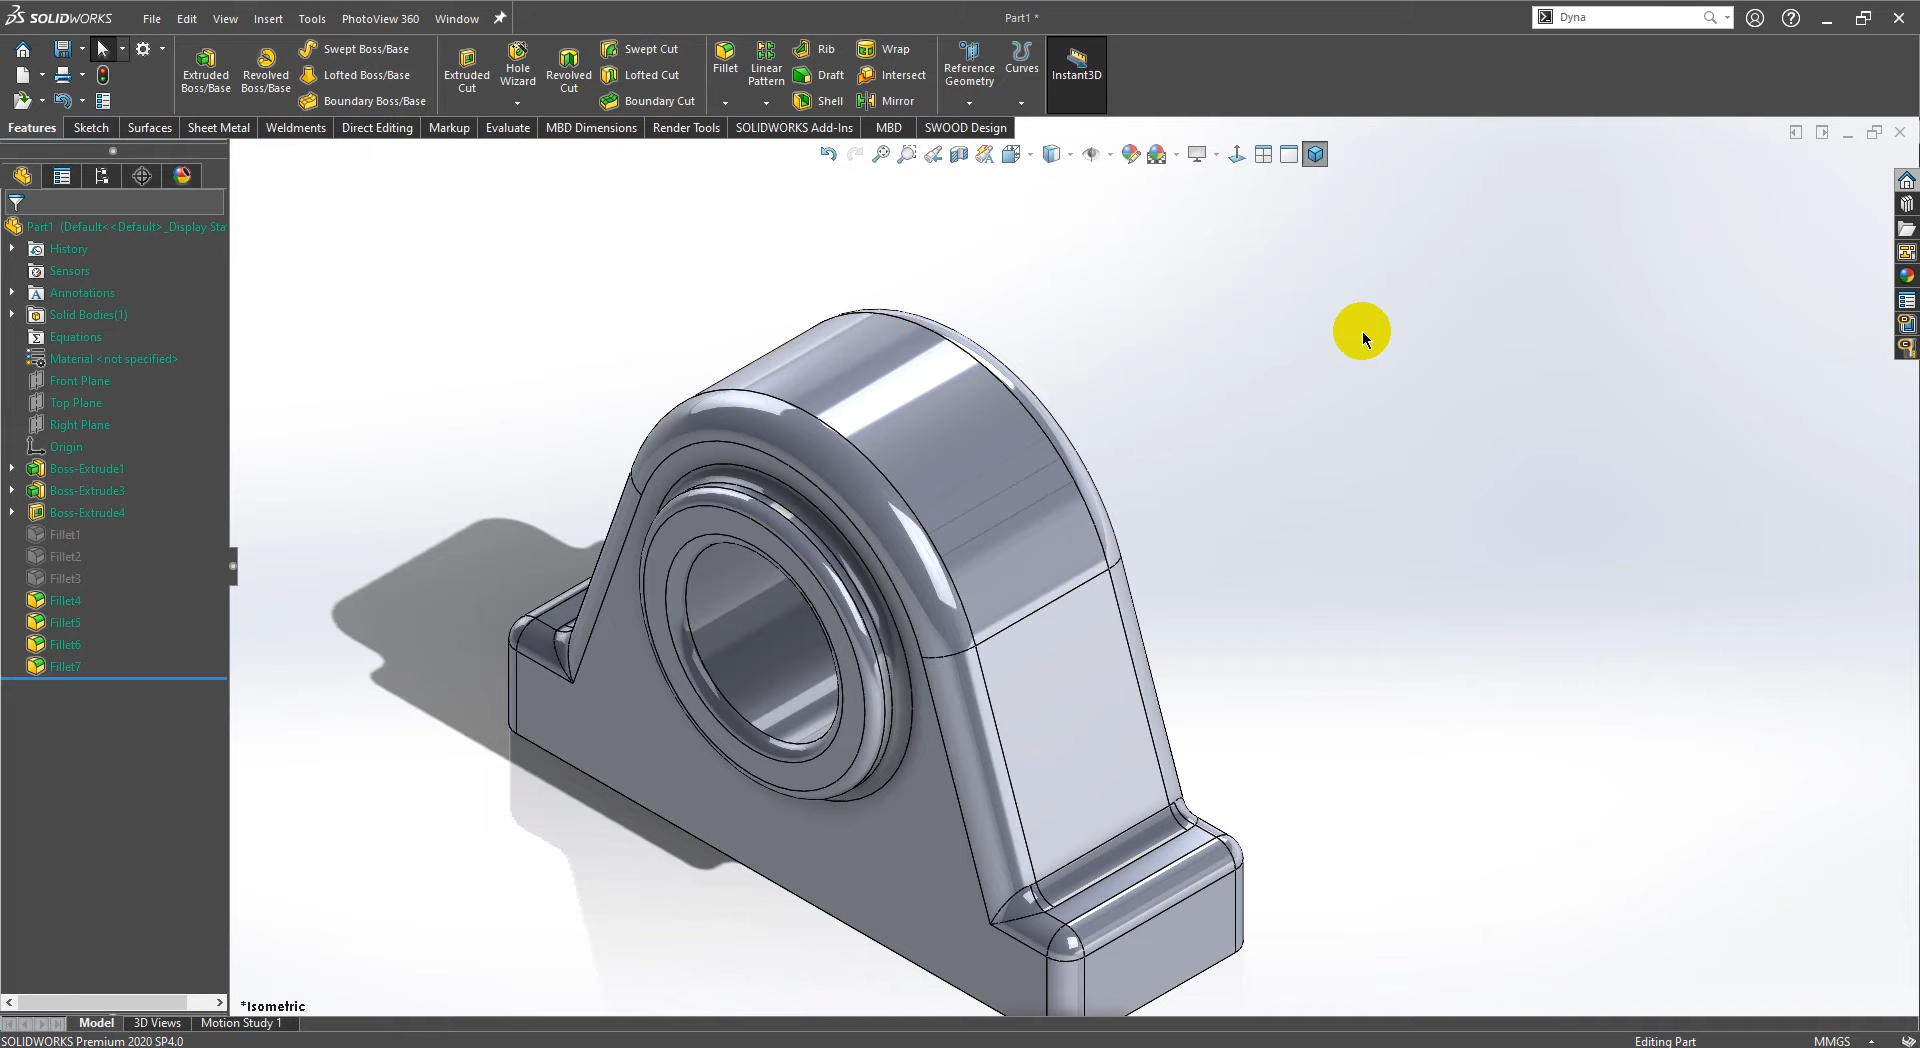 SOLIDWORKS File Edit View Insert Tools PhotoView 360 Window Part1 * Dyna
Extruded Boss/Base
Revolved Boss/Base
Swept Boss/Base
Lofted Boss/Base
Boundary Boss/Base
Extruded Cut
Hole Wizard
Revolved Cut
Swept Cut
Lofted Cut
Boundary Cut
Fillet
Linear Pattern
Rib
Draft
Shell
Wrap
Intersect
Mirror
Reference Geometry
Curves
Instant3D
Features Sketch Surfaces Sheet Metal Weldments Direct Editing Markup Evaluate MBD Dimensions Render Tools SOLIDWORKS Add-Ins MBD SWOOD Design
Part1 (Default<<Default>_Display Sta
History
Sensors
Annotations
Solid Bodies(1)
Equations
Material <not specified>
Front Plane
Top Plane
Right Plane
Origin
Boss-Extrude1
Boss-Extrude3
Boss-Extrude4
Fillet1
Fillet2
Fillet3
Fillet4
Fillet5
Fillet6
Fillet7
*Isometric
Model 3D Views Motion Study 1
SOLIDWORKS Premium 2020 SP4.0 Editing Part MMGS